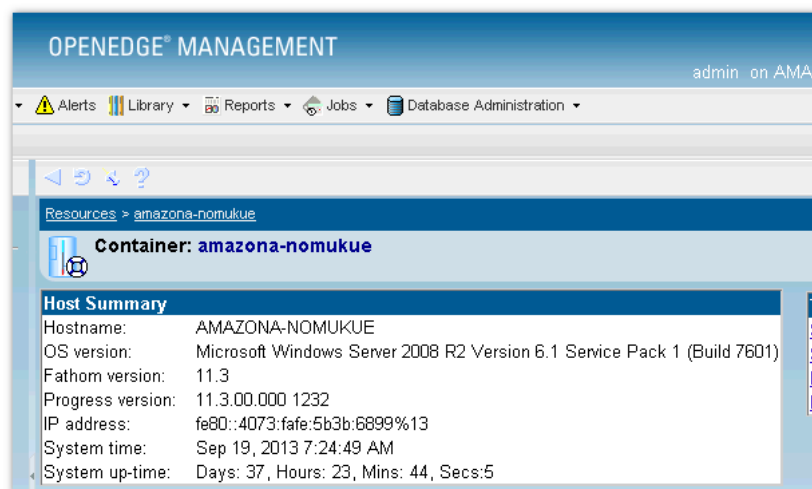 OPENEDGE® MANAGEMENT
admin on AMA
Alerts Library Reports Jobs Database Administration
Resources > amazona-nomukue
Container: amazona-nomukue
Host Summary
Hostname: AMAZONA-NOMUKUE
OS version: Microsoft Windows Server 2008 R2 Version 6.1 Service Pack 1 (Build 7601)
Fathom version: 11.3
Progress version: 11.3.00.000 1232
IP address: fe80::4073:fafe:5b3b:6899%13
System time: Sep 19, 2013 7:24:49 AM
System up-time: Days: 37, Hours: 23, Mins: 44, Secs:5